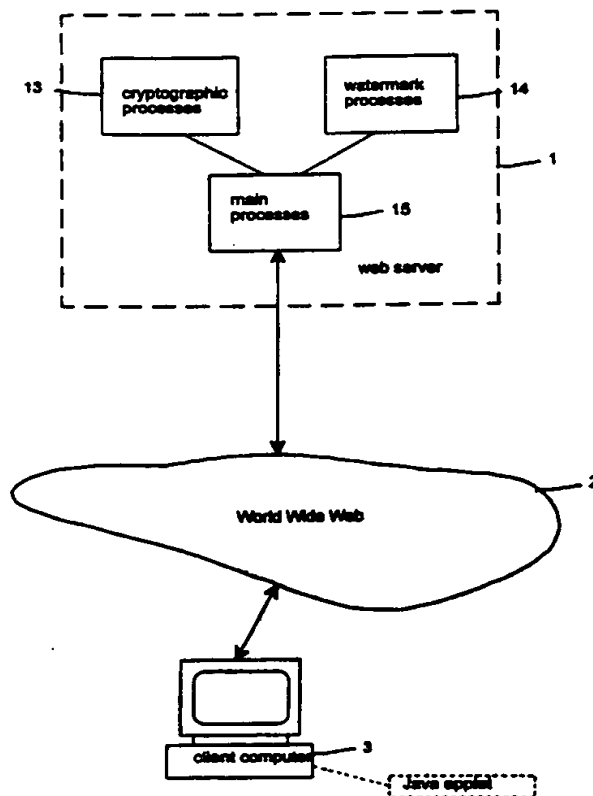 13
cryptographic
processes
watermark
processes
14
1
main
processes
15
web server
2
World Wide Web
client computer
3
Java applet